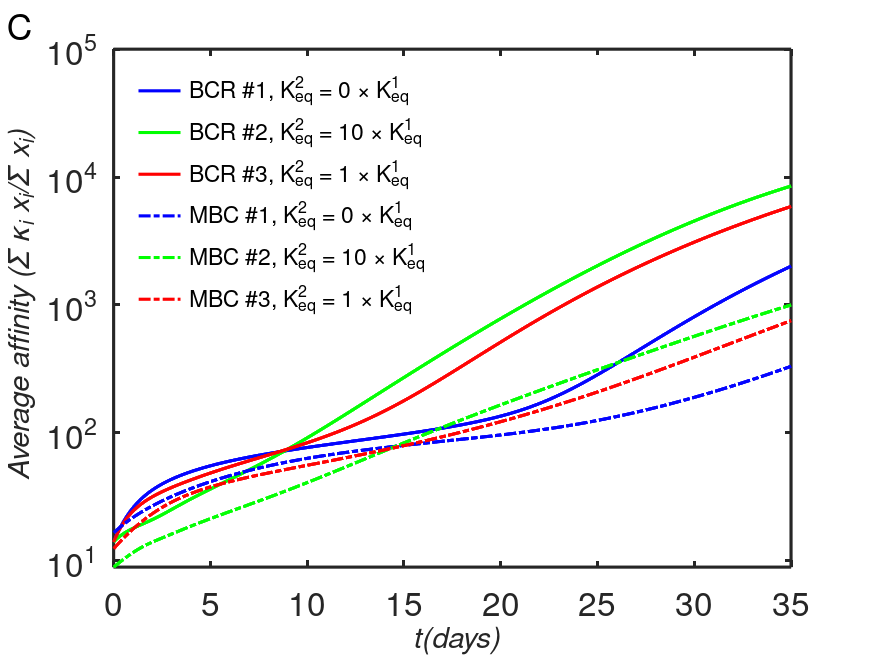 C
10^5
10^4
10^3
10^2
10^1
Average affinity (Σ κ_i x_i/Σ x_i)
BCR #1, K^2_eq = 0 × K^1_eq
BCR #2, K^2_eq = 10 × K^1_eq
BCR #3, K^2_eq = 1 × K^1_eq
MBC #1, K^2_eq = 0 × K^1_eq
MBC #2, K^2_eq = 10 × K^1_eq
MBC #3, K^2_eq = 1 × K^1_eq
0 5 10 15 20 25 30 35
t(days)